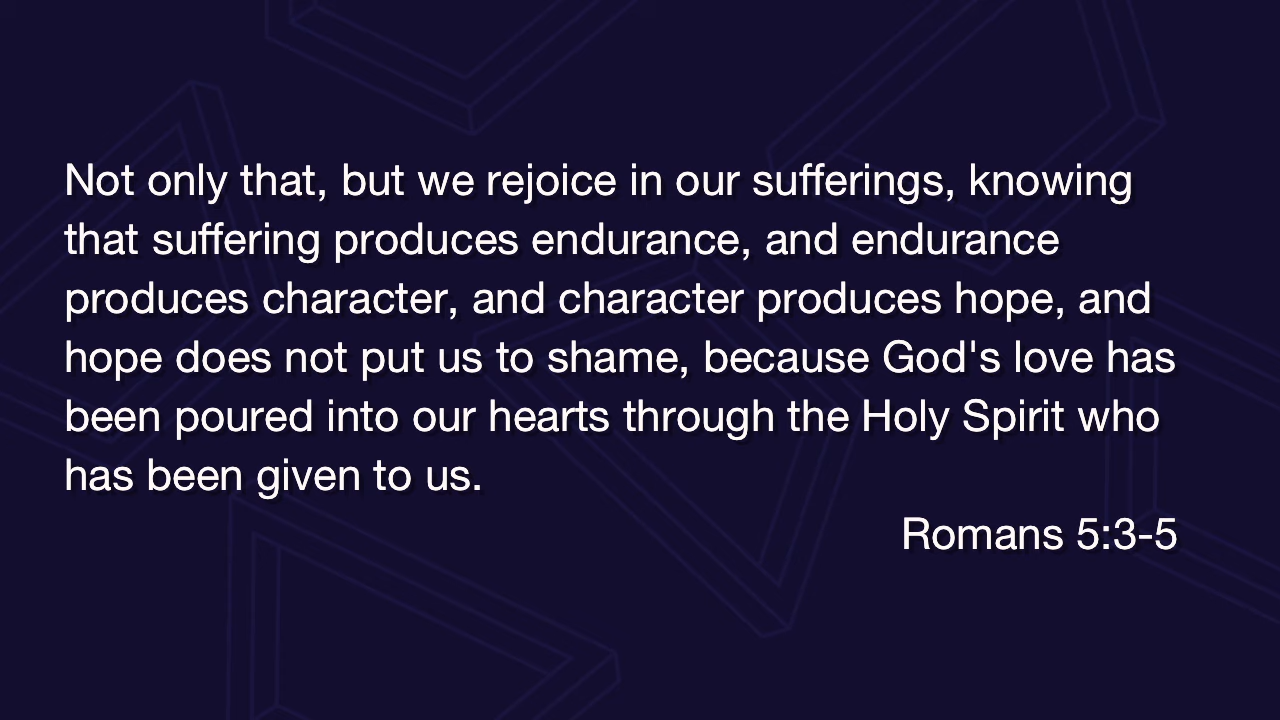 Not only that, but we rejoice in our sufferings, knowing
that suffering produces endurance, and endurance
produces character, and character produces hope, and
hope does not put us to shame, because God's love has
been poured into our hearts through the Holy Spirit who
has been given to us.
Romans 5:3-5